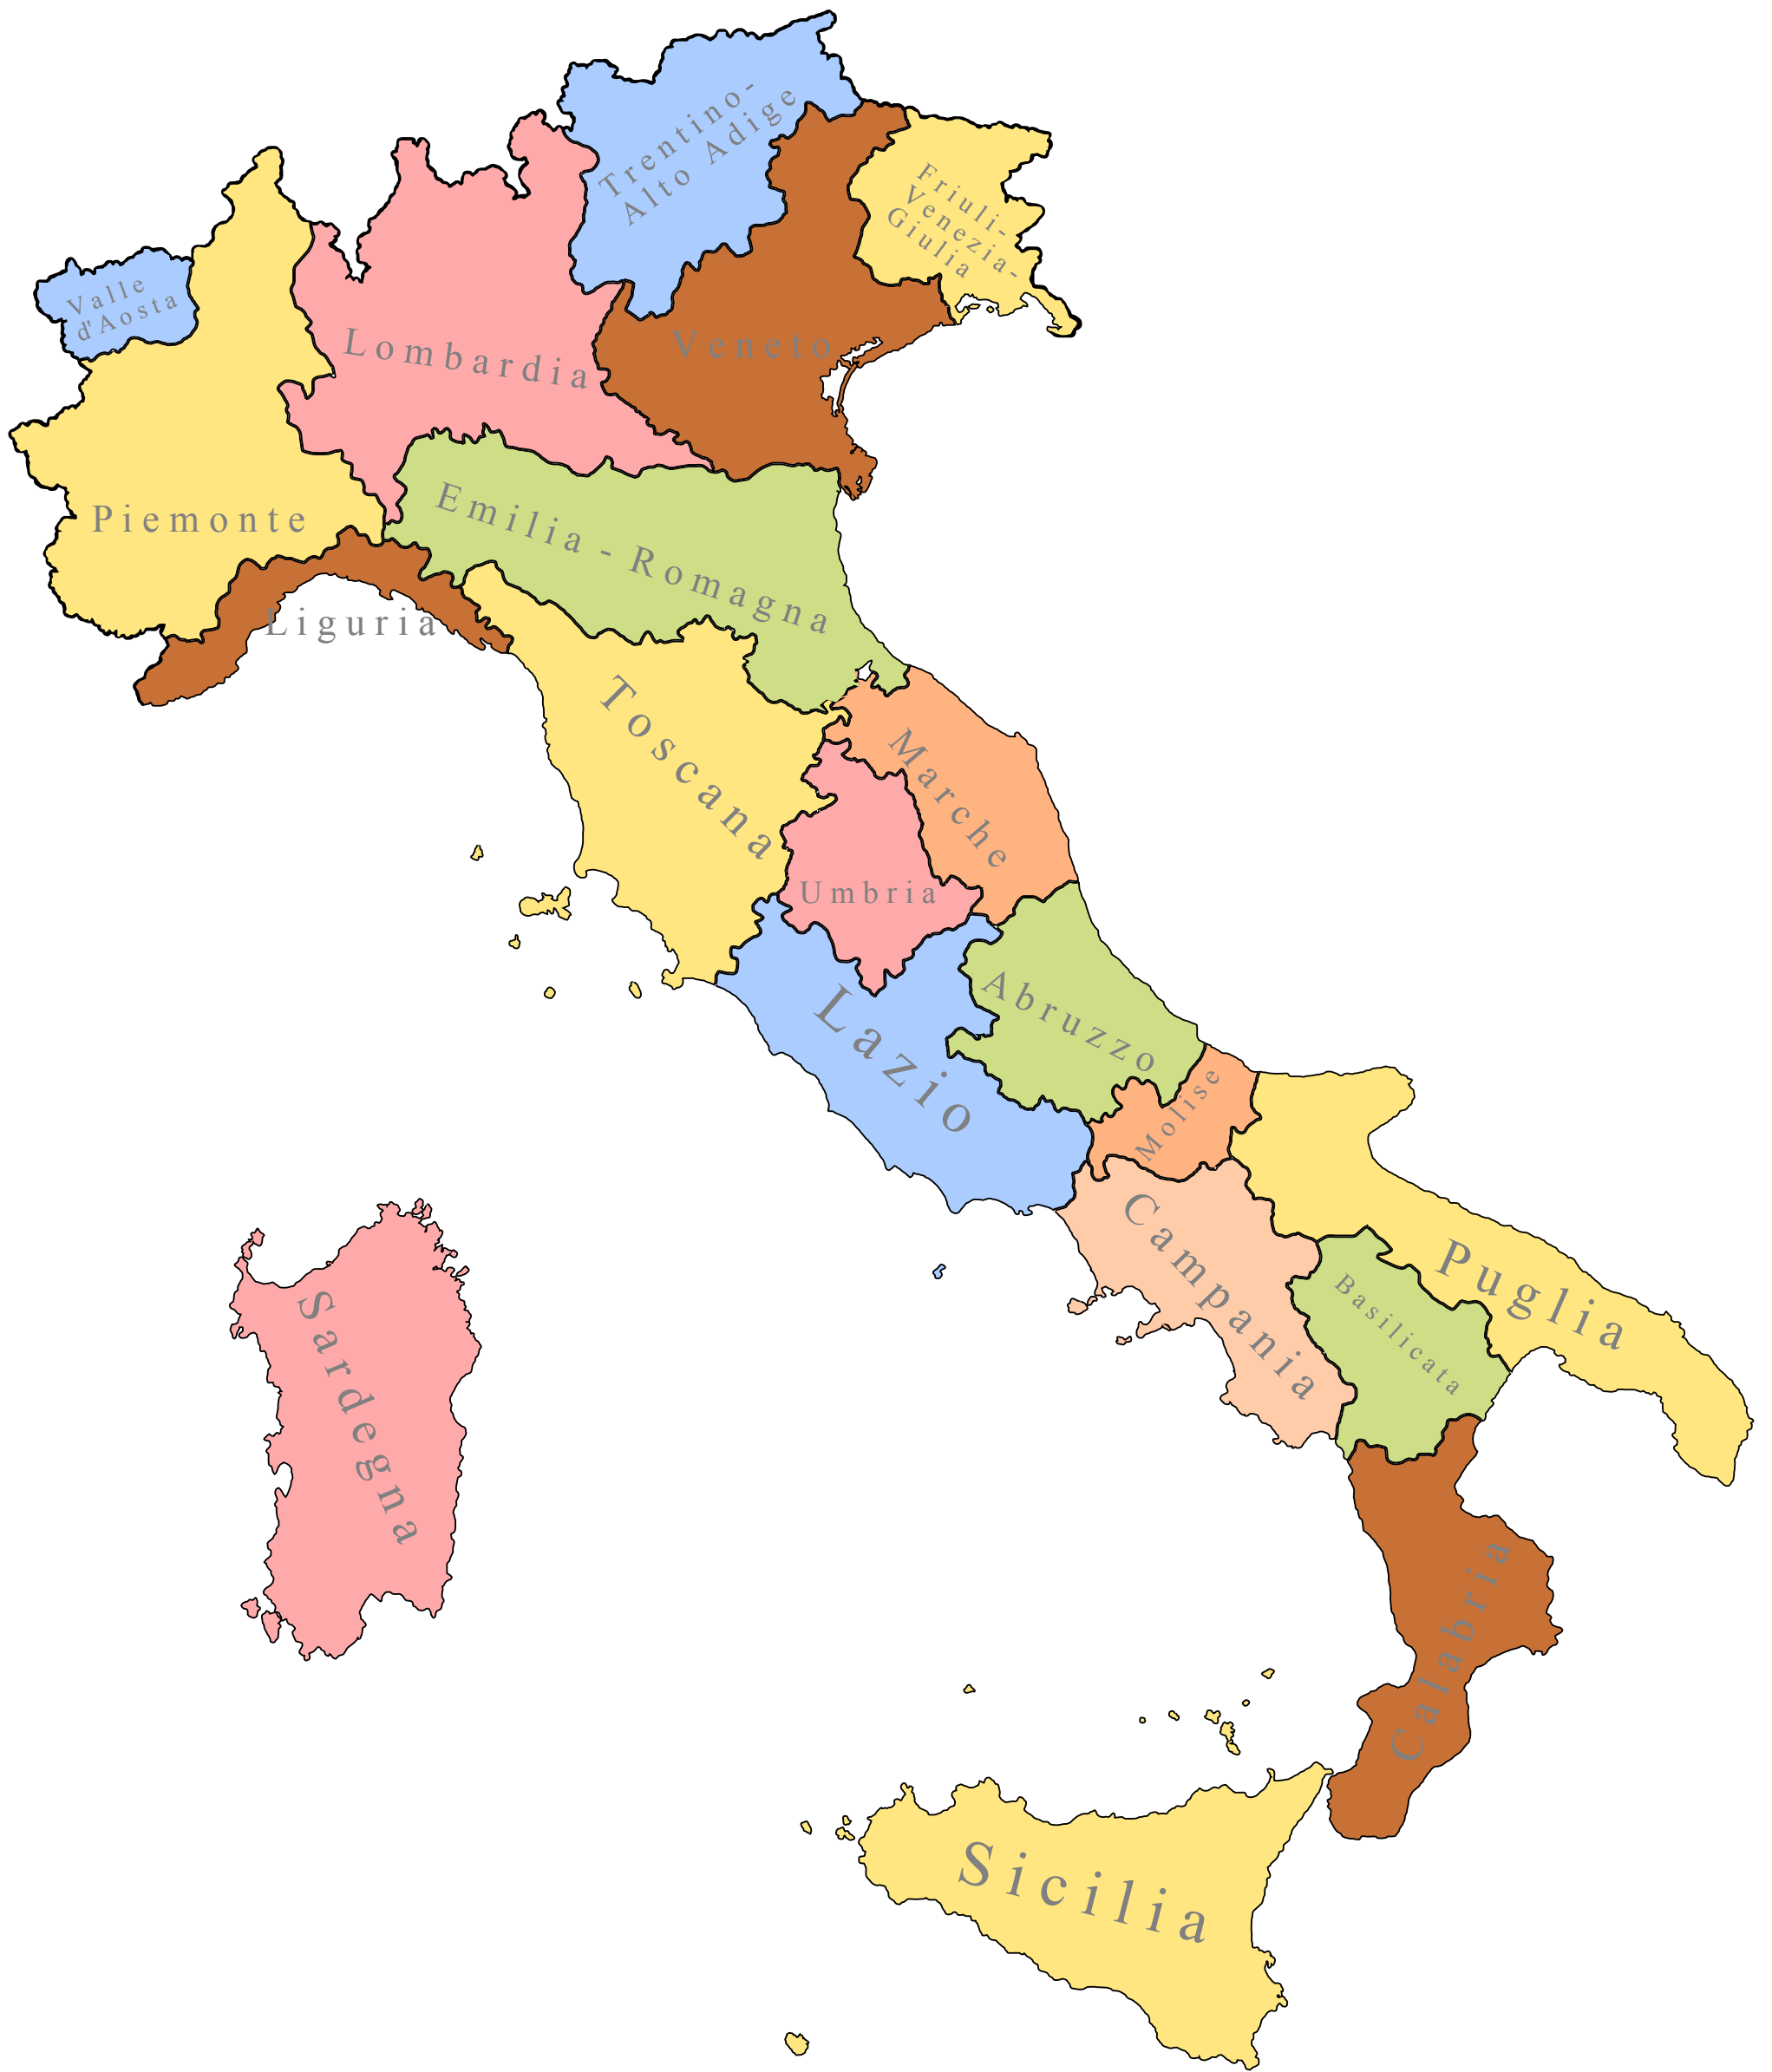 Trentino-
Alto Adige
Friuli-
Venezia-
Giulia
Valle
d'Aosta
Lombardia
Veneto
Piemonte
Emilia - Romagna
Liguria
Toscana
Marche
Umbria
Lazio
Abruzzo
Molise
Campania
Puglia
Basilicata
Sardegna
Calabria
Sicilia